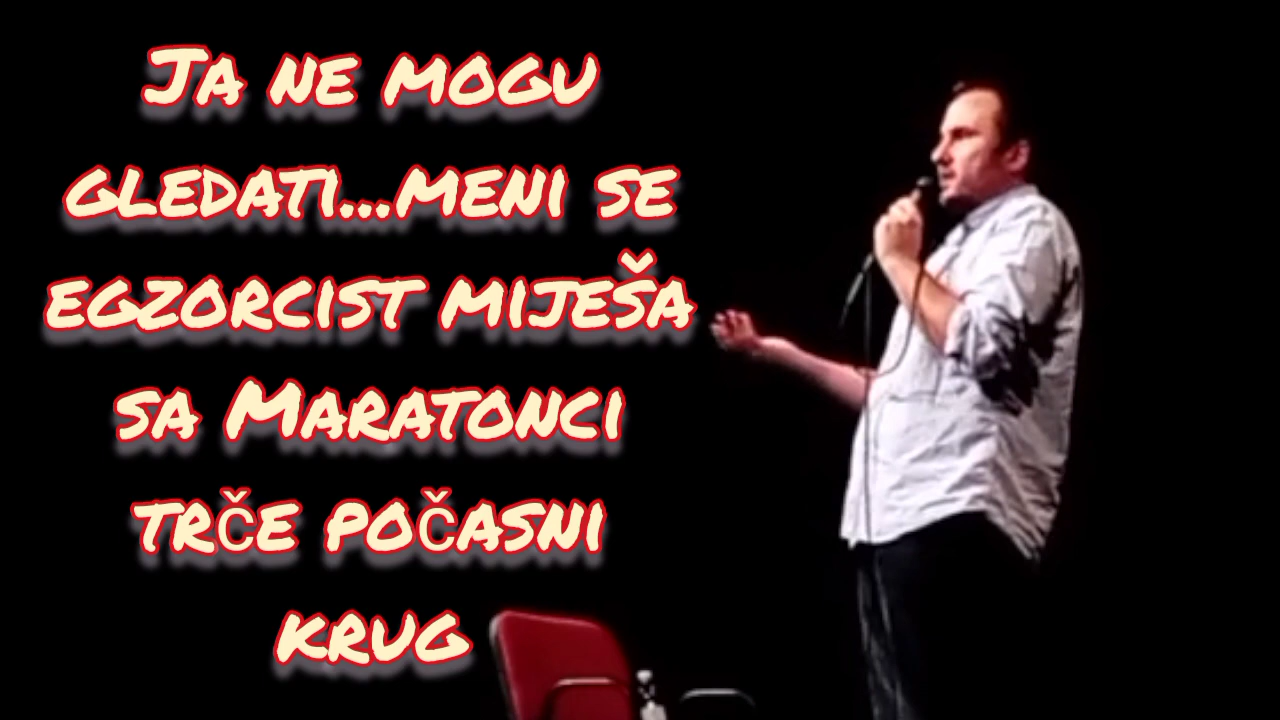 Ja ne mogu
gledati...meni se
egzorcist miješa
sa Maratonci
trče počasni
krug